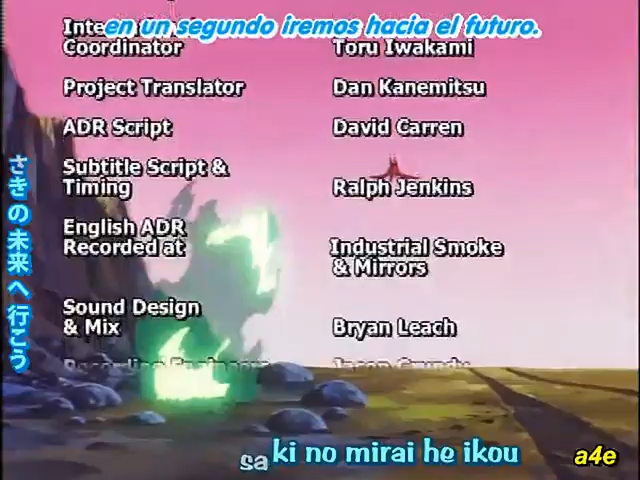 en un segundo iremos hacia el futuro.
Coordinator Toru Iwakami
Project Translator Dan Kanemitsu
ADR Script David Carren
Subtitle Script &
Timing Ralph Jenkins
English ADR
Recorded at Industrial Smoke
& Mirrors
Sound Design
& Mix Bryan Leach
さきの未来へ行こう
saki no mirai he ikou
a4e